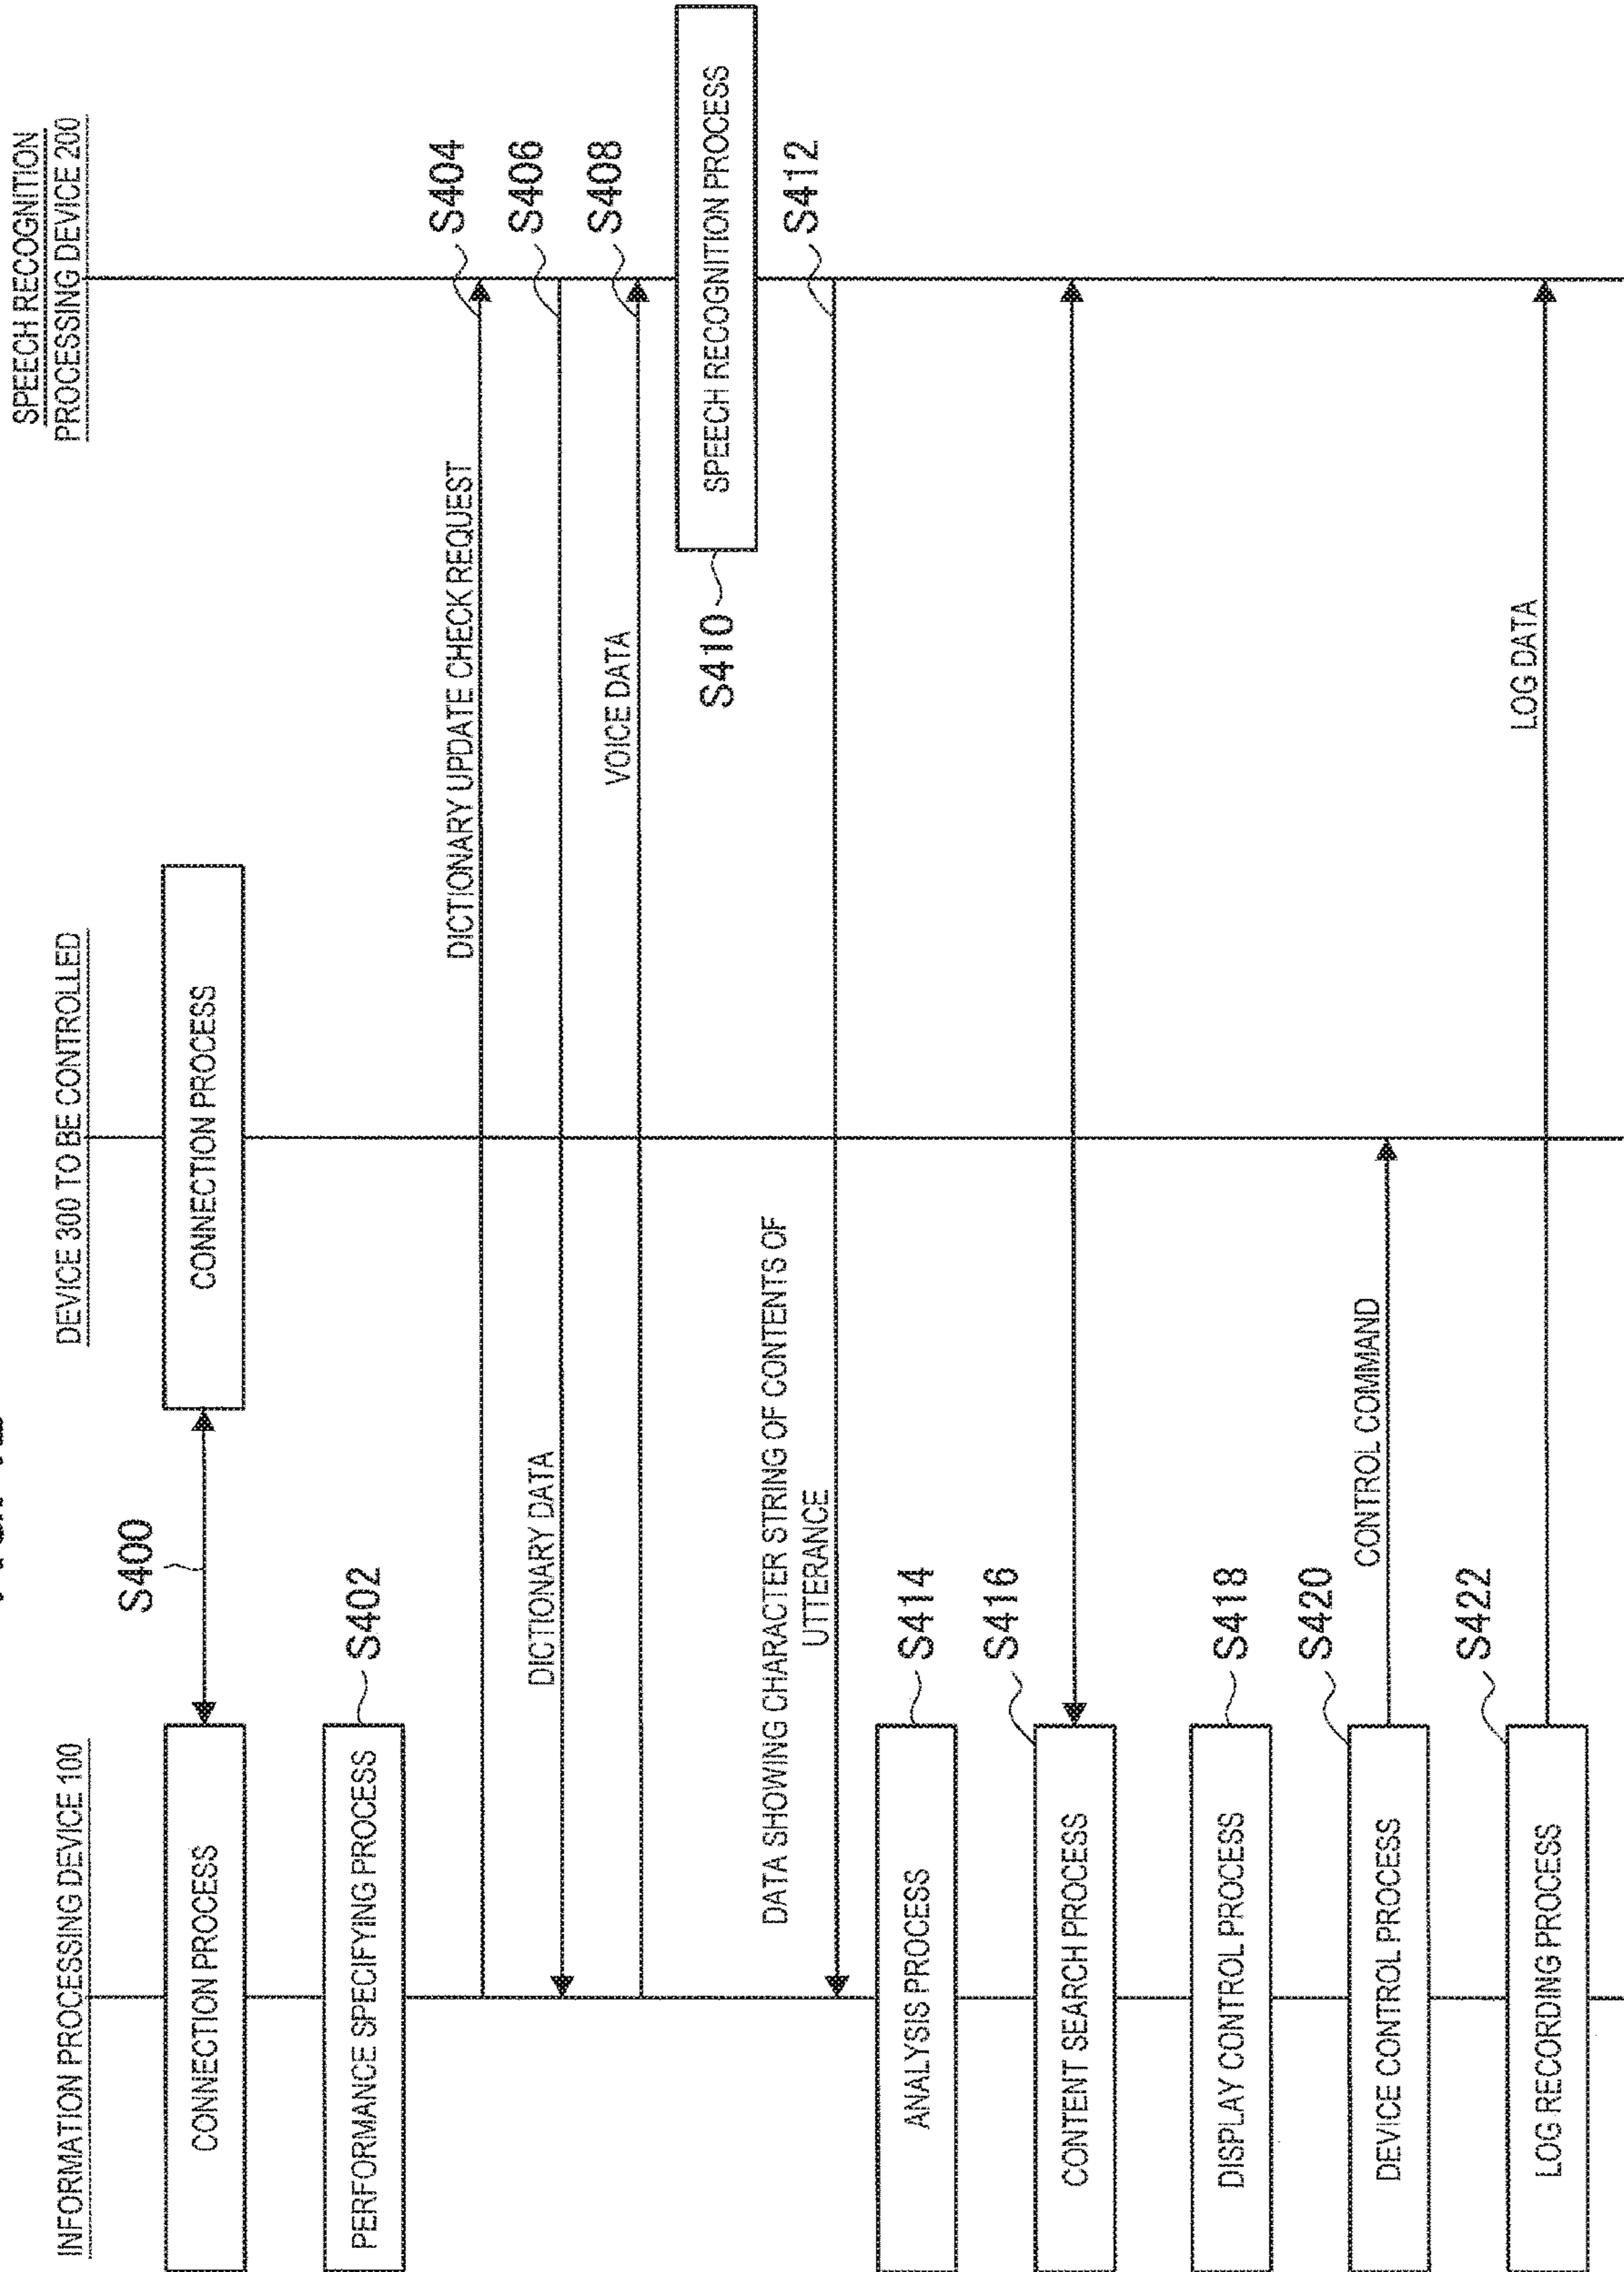 INFORMATION PROCESSING DEVICE 100
DEVICE 300 TO BE CONTROLLED
SPEECH RECOGNITION
PROCESSING DEVICE 200
S400
CONNECTION PROCESS
CONNECTION PROCESS
PERFORMANCE SPECIFYING PROCESS
S402
DICTIONARY UPDATE CHECK REQUEST
S404
DICTIONARY DATA
S406
VOICE DATA
S408
S410
SPEECH RECOGNITION PROCESS
DATA SHOWING CHARACTER STRING OF CONTENTS OF
UTTERANCE
S412
ANALYSIS PROCESS
S414
CONTENT SEARCH PROCESS
S416
DISPLAY CONTROL PROCESS
S418
DEVICE CONTROL PROCESS
S420
CONTROL COMMAND
LOG RECORDING PROCESS
S422
LOG DATA